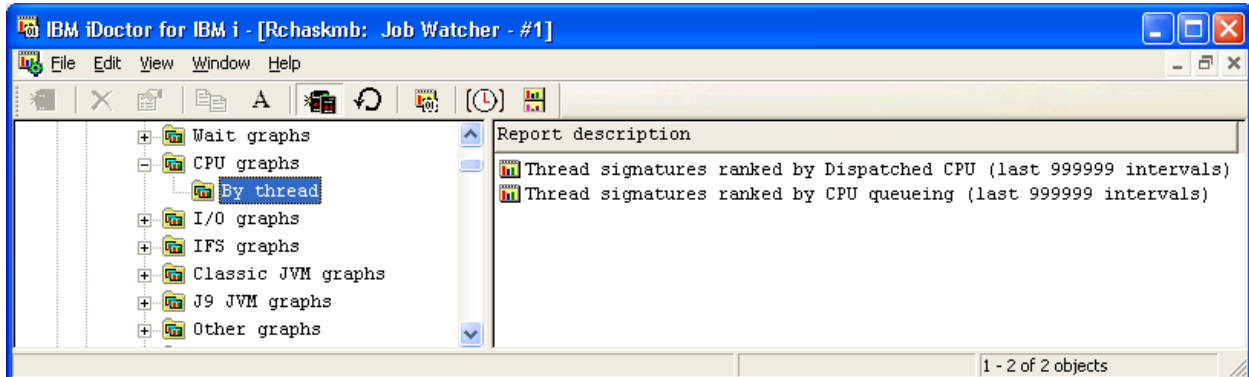 IBM iDoctor for IBM i - [Rchaskmb: Job Watcher - #1]
File Edit View Window Help
Wait graphs
CPU graphs
By thread
I/O graphs
IFS graphs
Classic JVM graphs
J9 JVM graphs
Other graphs
Report description
Thread signatures ranked by Dispatched CPU (last 999999 intervals)
Thread signatures ranked by CPU queueing (last 999999 intervals)
1 - 2 of 2 objects